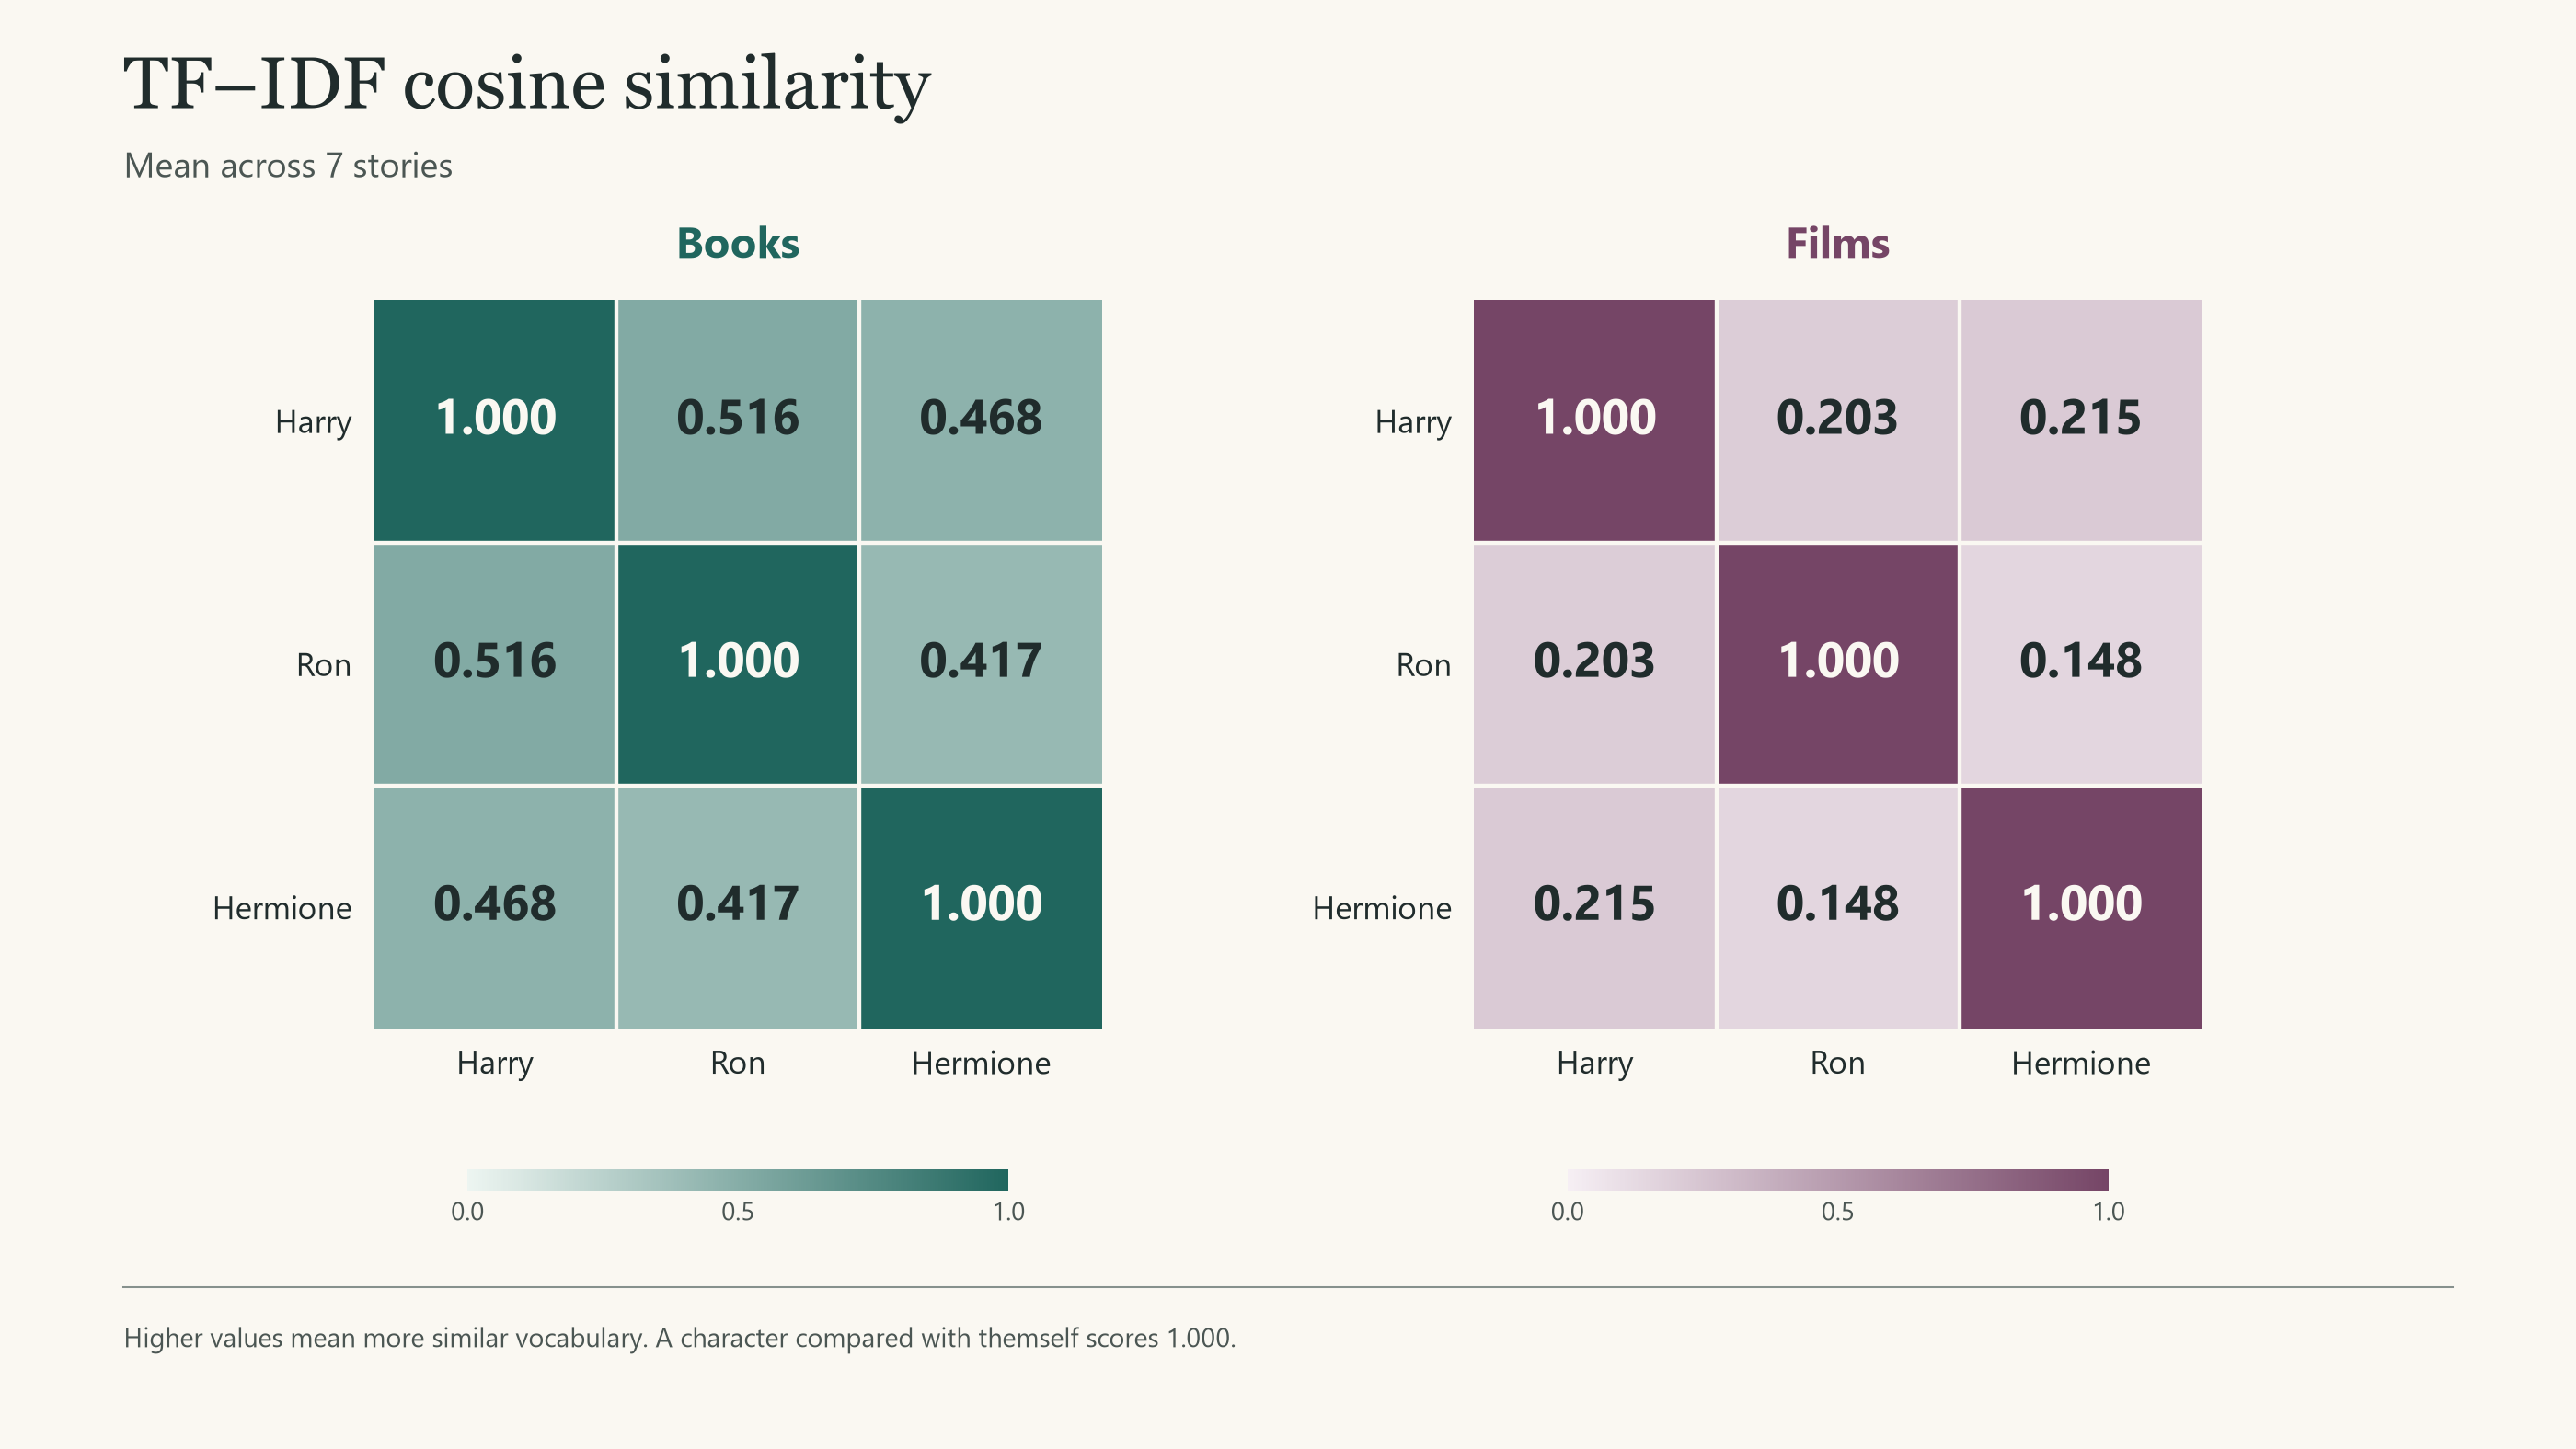 TF–IDF cosine similarity
Mean across 7 stories
Books
Harry 1.000 0.516 0.468
Ron 0.516 1.000 0.417
Hermione 0.468 0.417 1.000
Harry Ron Hermione
0.0 0.5 1.0
Films
Harry 1.000 0.203 0.215
Ron 0.203 1.000 0.148
Hermione 0.215 0.148 1.000
Harry Ron Hermione
0.0 0.5 1.0
Higher values mean more similar vocabulary. A character compared with themself scores 1.000.